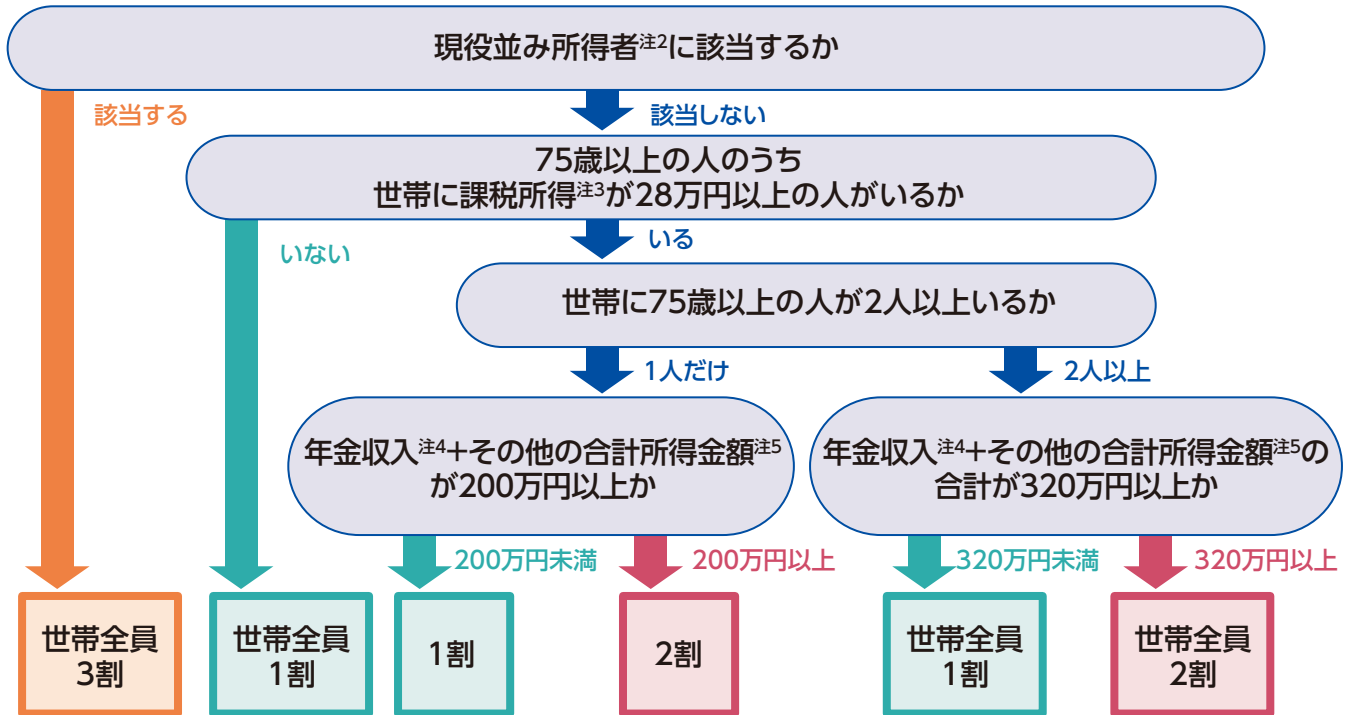 現役並み所得者注2に該当するか
該当する
該当しない
75歳以上の人のうち
世帯に課税所得注3が28万円以上の人がいるか
いない
いる
世帯に75歳以上の人が2人以上いるか
1人だけ
2人以上
年金収入注4+その他の合計所得金額注5
が200万円以上か
年金収入注4+その他の合計所得金額注5の
合計が320万円以上か
200万円未満
200万円以上
320万円未満
320万円以上
世帯全員
3割
世帯全員
1割
1割
2割
世帯全員
1割
世帯全員
2割